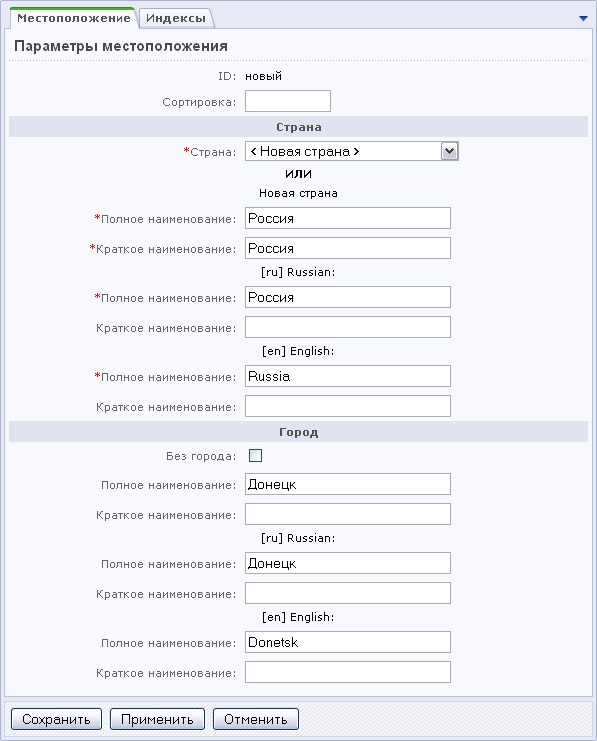 Местоположение Индексы
Параметры местоположения
ID: новый
Сортировка:
Страна
*Страна: < Новая страна >
ИЛИ
Новая страна
*Полное наименование: Россия
*Краткое наименование: Россия
[ru] Russian:
*Полное наименование: Россия
Краткое наименование:
[en] English:
*Полное наименование: Russia
Краткое наименование:
Город
Без города:
Полное наименование: Донецк
Краткое наименование:
[ru] Russian:
Полное наименование: Донецк
Краткое наименование:
[en] English:
Полное наименование: Donetsk
Краткое наименование:
Сохранить Применить Отменить